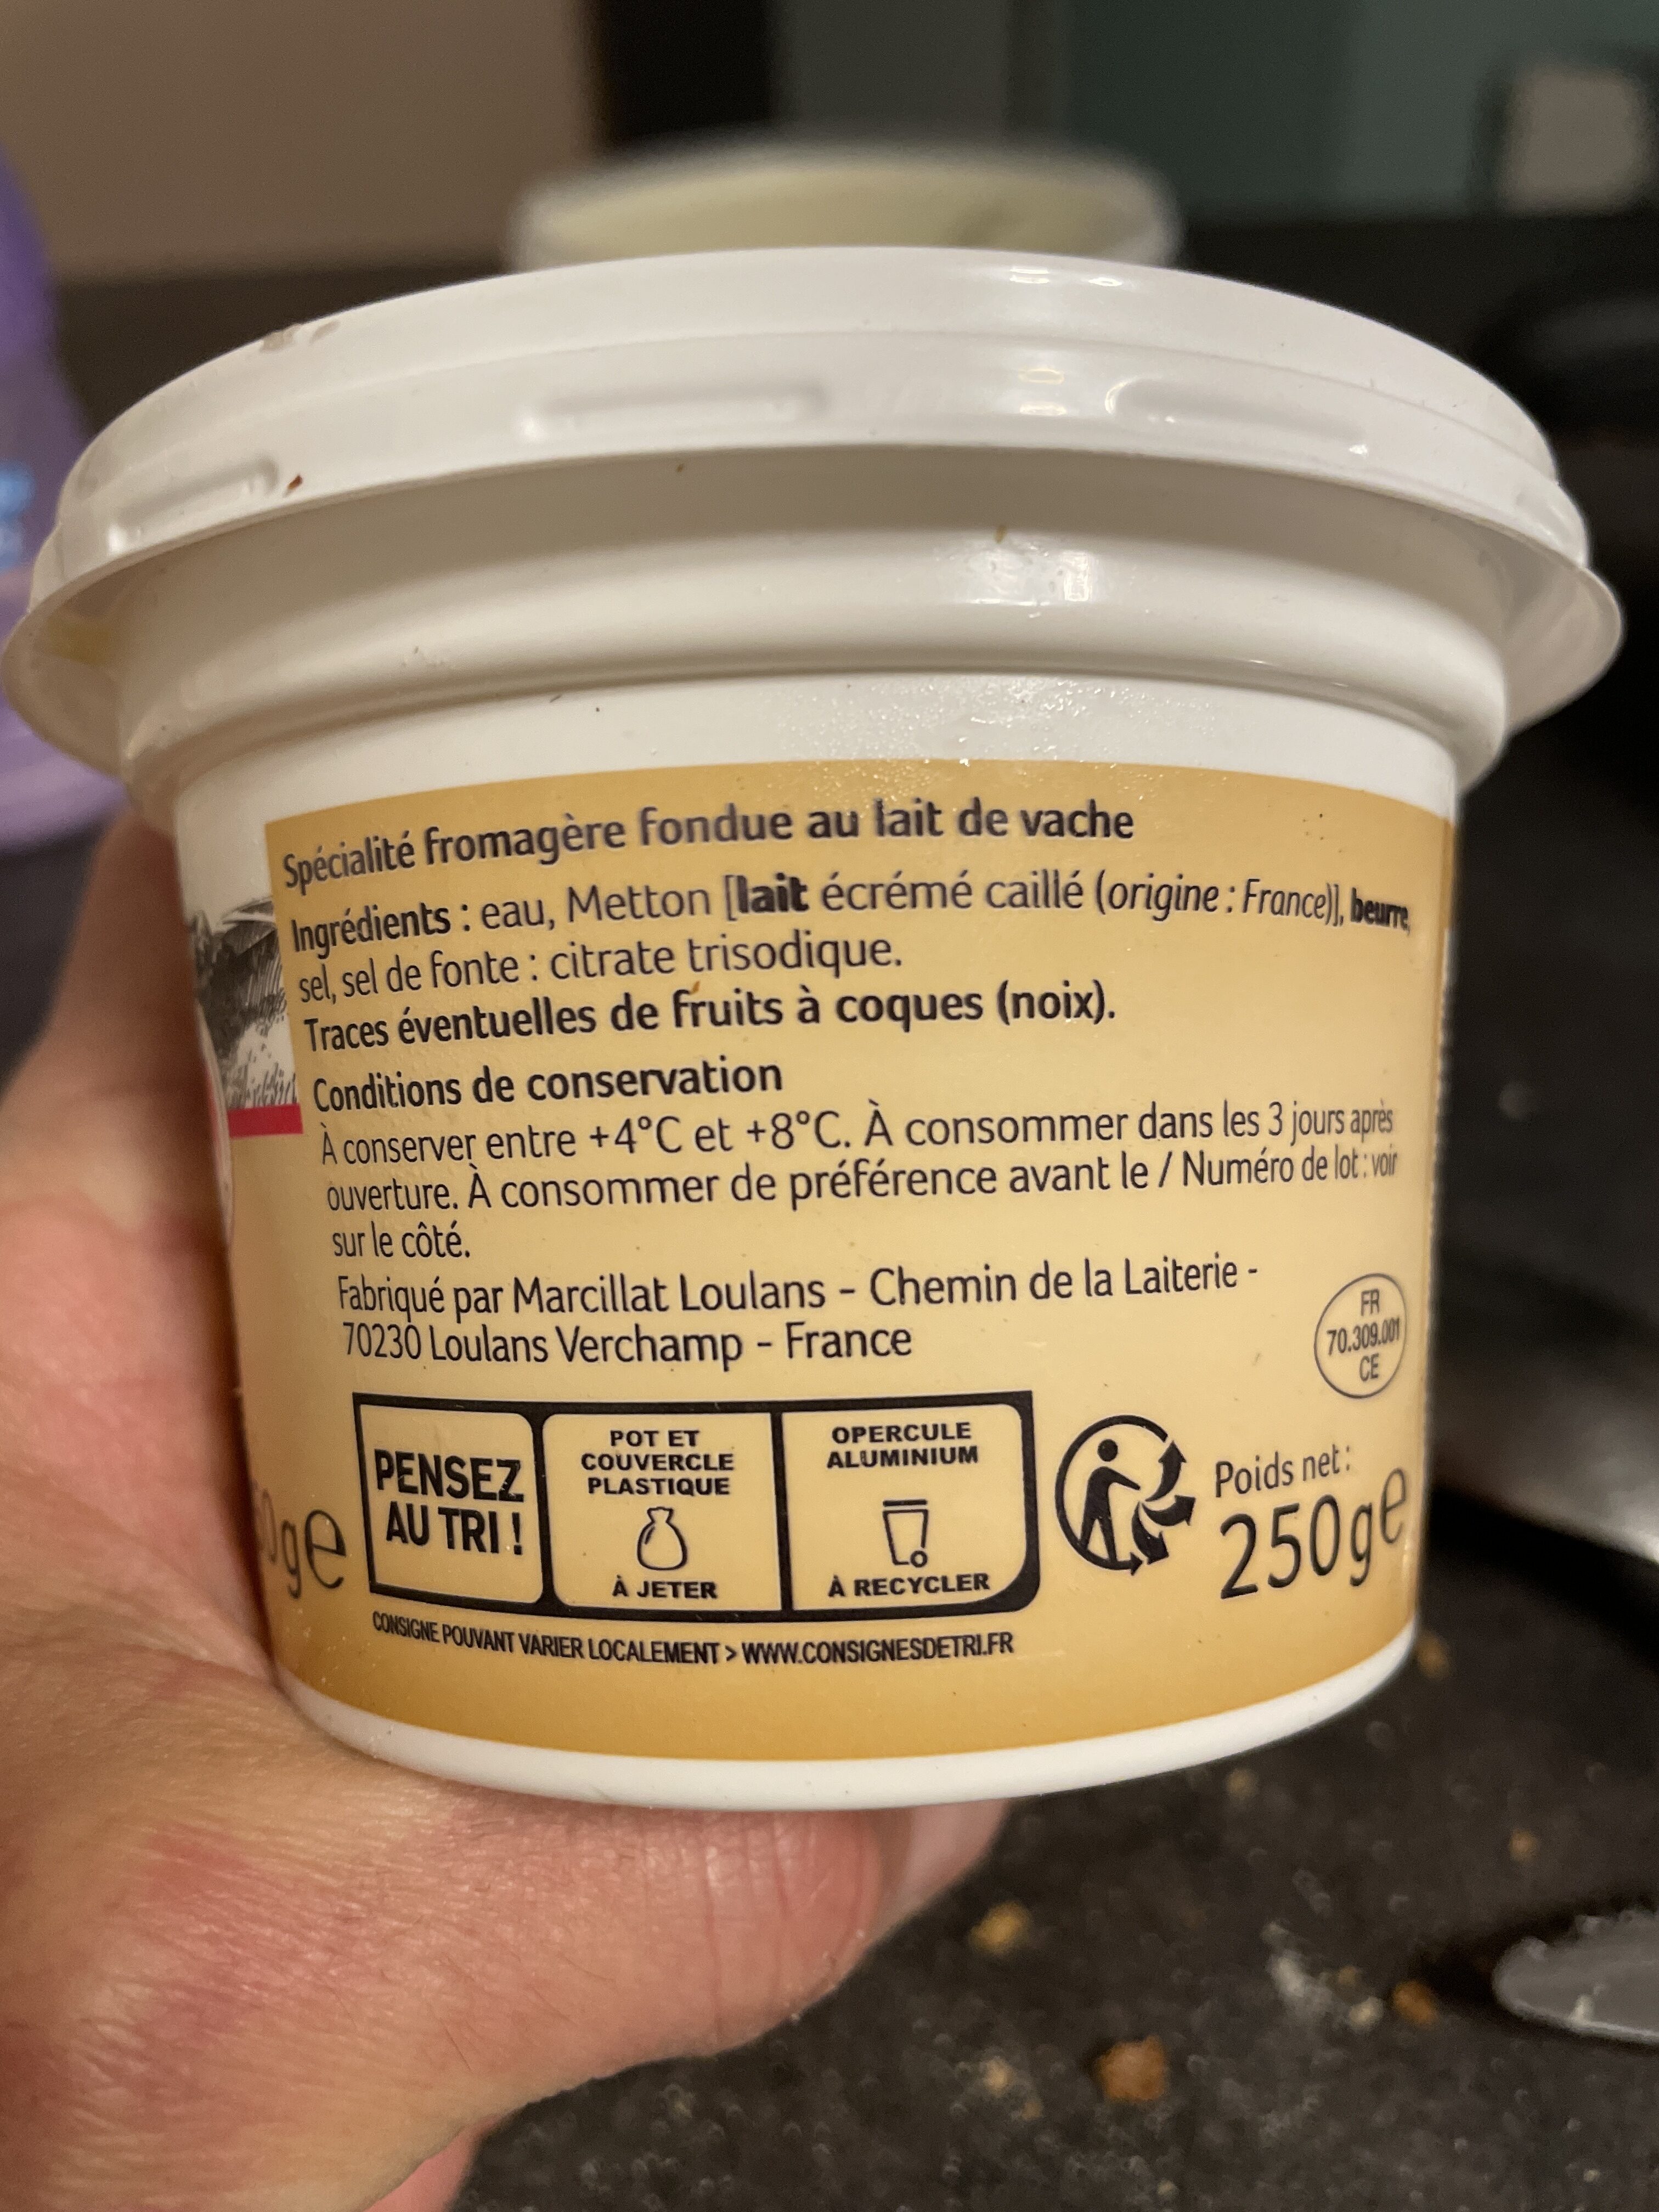 Spécialité fromagère fondue au lait de vache
Ingrédients : eau, Metton [lait écrémé caillé (origine : France)], beurre,
sel, sel de fonte : citrate trisodique.
Traces éventuelles de fruits à coques (noix).
Conditions de conservation
À conserver entre +4°C et +8°C. À consommer dans les 3 jours après
ouverture. À consommer de préférence avant le / Numéro de lot : voir
sur le côté.
Fabriqué par Marcillat Loulans - Chemin de la Laiterie -
70230 Loulans Verchamp - France
FR
70.309.001
CE
PENSEZ
AU TRI !
POT ET
COUVERCLE
PLASTIQUE
À JETER
OPERCULE
ALUMINIUM
À RECYCLER
Poids net :
250g e
0g e
CONSIGNE POUVANT VARIER LOCALEMENT > WWW.CONSIGNESDETRI.FR